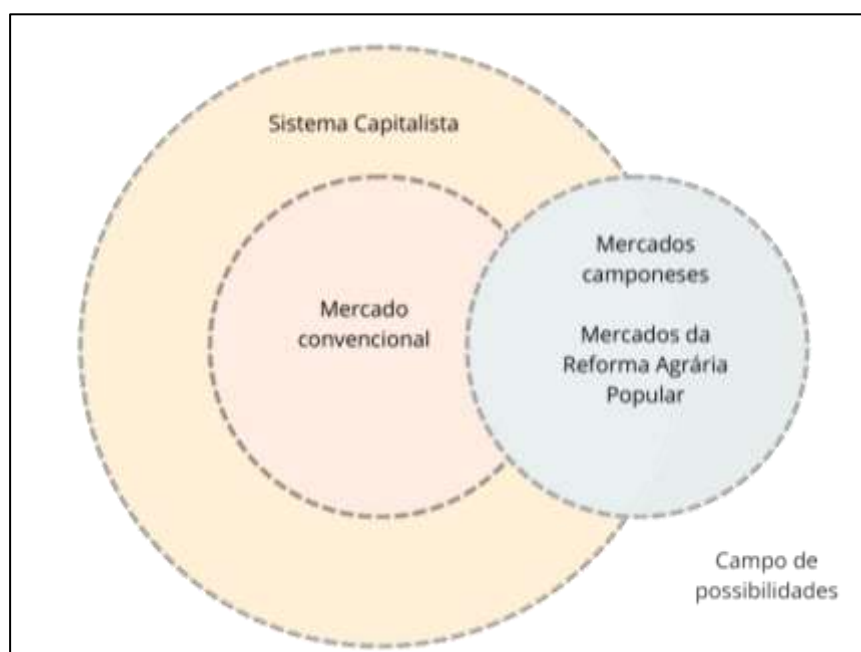 Sistema Capitalista
Mercado
convencional
Mercados
camponeses
Mercados da
Reforma Agrária
Popular
Campo de
possibilidades